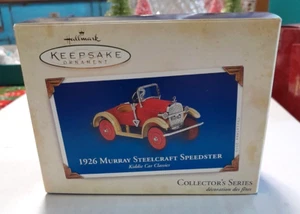 Hallmark
KEEPSAKE
ORNAMENT
1926 MURRAY STEELCRAFT SPEEDSTER
Kiddie Car Classics
COLLECTOR'S SERIES
décoration des fêtes